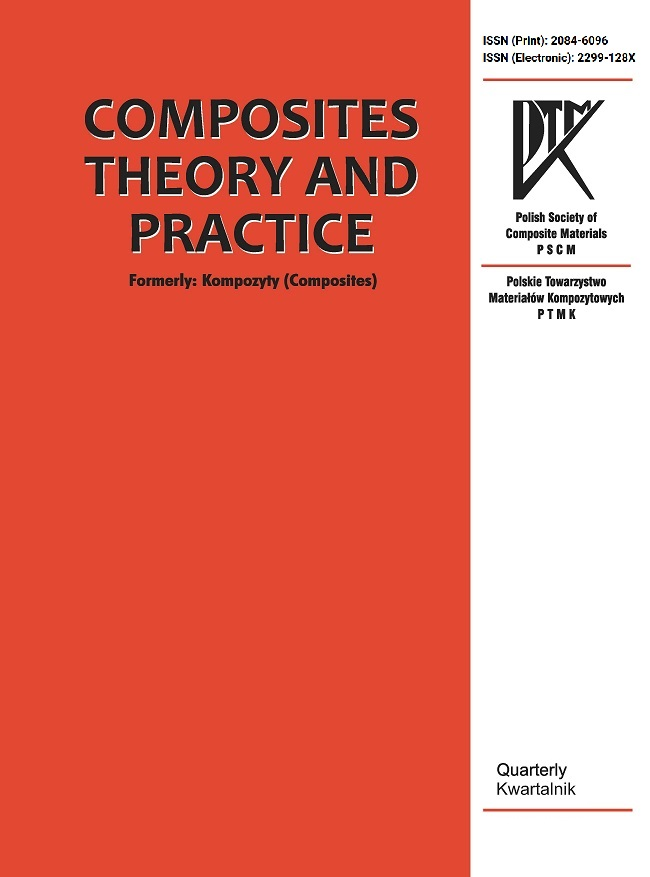 COMPOSITES
THEORY AND
PRACTICE
Formerly: Kompozyty (Composites)
ISSN (Print): 2084-6096
ISSN (Electronic): 2299-128X
PTMK
Polish Society of
Composite Materials
P S C M
Polskie Towarzystwo
Materiałów Kompozytowych
P T M K
Quarterly
Kwartalnik